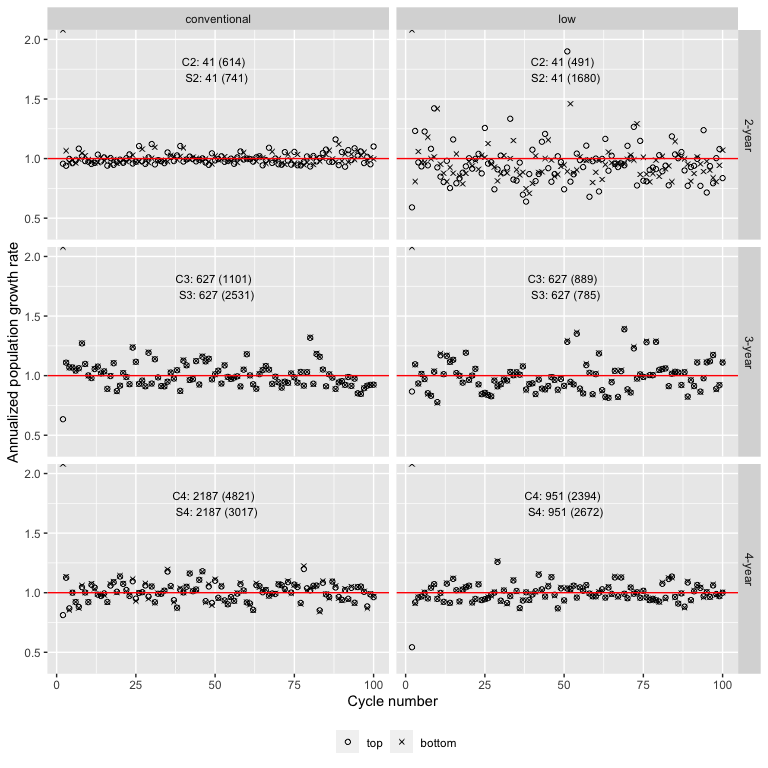 conventional
low
2.0
C2: 41 (614)
C2: 41 (491)
S2: 41 (741)
S2: 41 (1680)
1.5
2-year
1.0
0.5
2.0
C3: 627 (1101)
C3: 627 (889)
S3: 627 (2531)
S3: 627 (785)
1.5
3-year
1.0
0.5
Annualized population growth rate
2.0
C4: 2187 (4821)
C4: 951 (2394)
S4: 2187 (3017)
S4: 951 (2672)
1.5
4-year
1.0
0.5
0 25 50 75 100
0 25 50 75 100
Cycle number
top
bottom